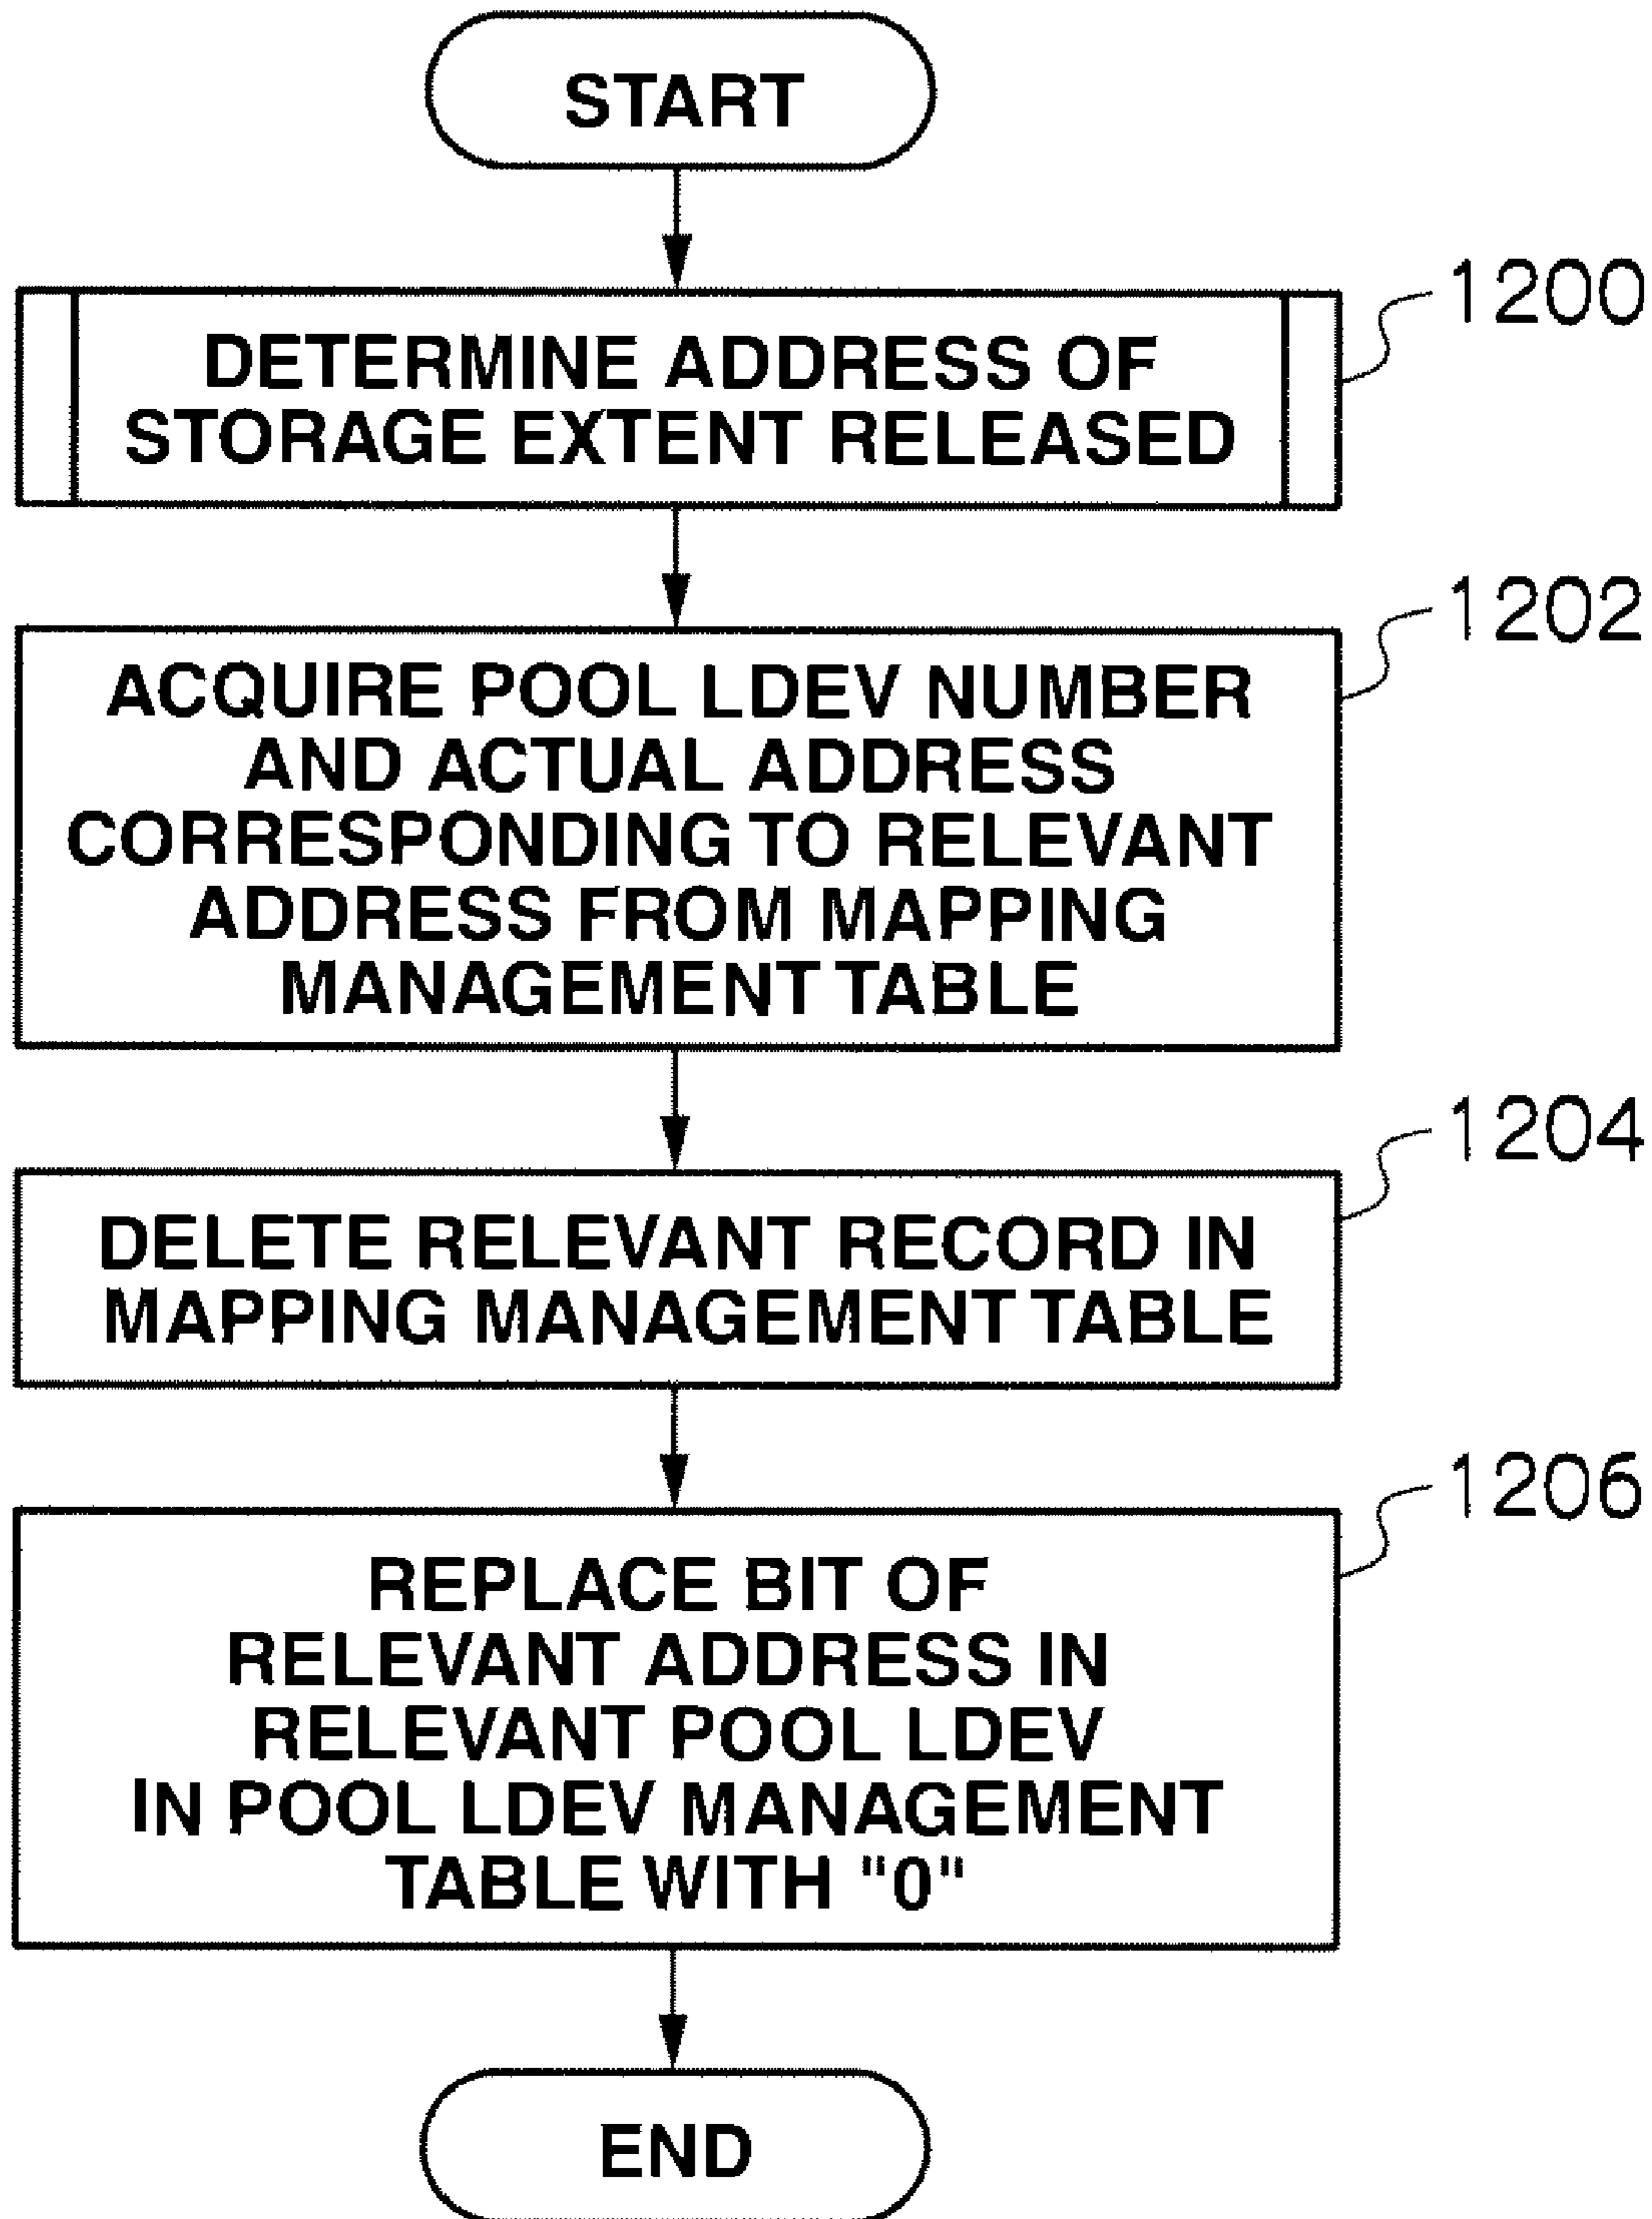 START
1200
DETERMINE ADDRESS OF
STORAGE EXTENT RELEASED
1202
ACQUIRE POOL LDEV NUMBER
AND ACTUAL ADDRESS
CORRESPONDING TO RELEVANT
ADDRESS FROM MAPPING
MANAGEMENT TABLE
1204
DELETE RELEVANT RECORD IN
MAPPING MANAGEMENT TABLE
1206
REPLACE BIT OF
RELEVANT ADDRESS IN
RELEVANT POOL LDEV
IN POOL LDEV MANAGEMENT
TABLE WITH "0"
END